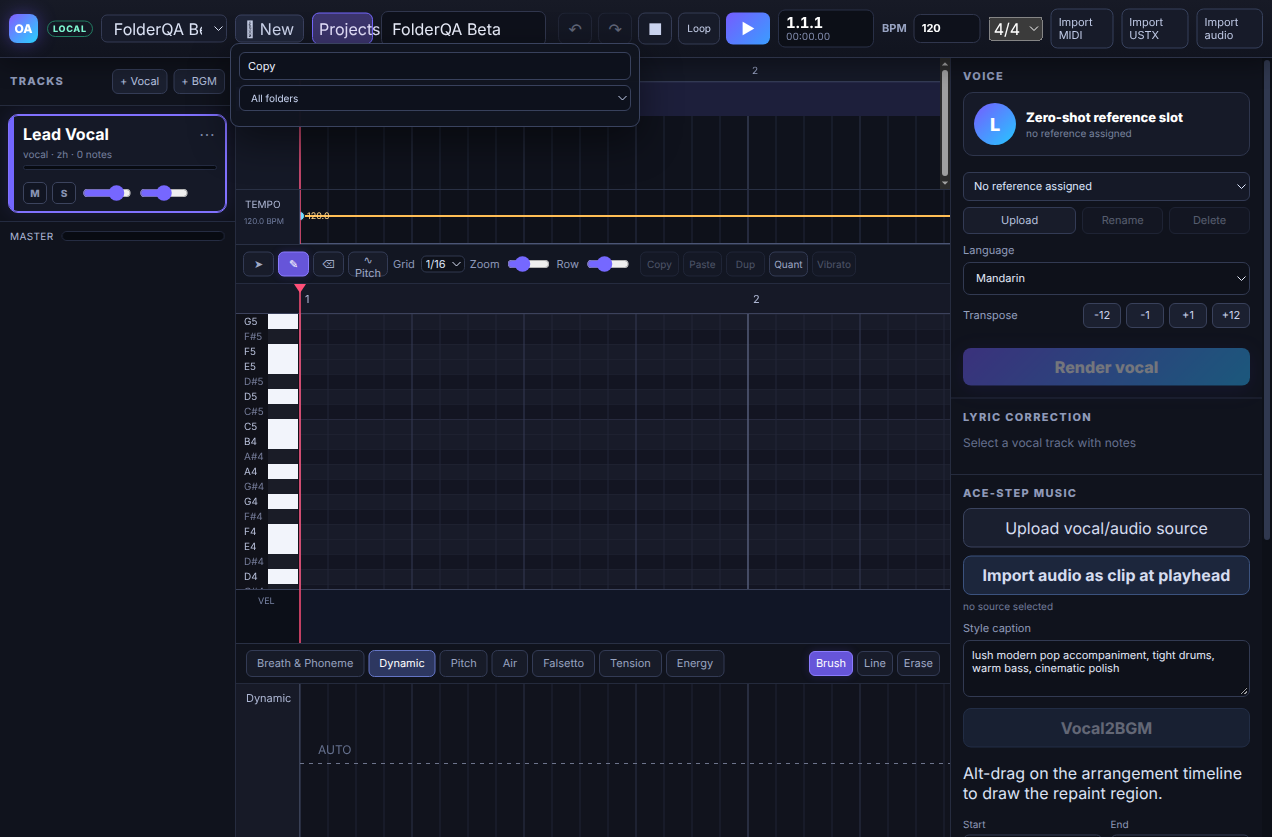 OA
LOCAL
FolderQA Be
New
Projects
FolderQA Beta
Loop
1.1.1
00:00.00
BPM
120
4/4
Import MIDI
Import USTX
Import audio
TRACKS
+ Vocal
+ BGM
Copy
All folders
2
Lead Vocal
vocal · zh · 0 notes
M
S
MASTER
TEMPO
120.0 BPM
120.0
Pitch
Grid
1/16
Zoom
Row
Copy
Paste
Dup
Quant
Vibrato
1
2
G5
F#5
F5
E5
D#5
D5
C#5
C5
B4
A#4
A4
G#4
G4
F#4
F4
E4
D#4
D4
VEL
Breath & Phoneme
Dynamic
Pitch
Air
Falsetto
Tension
Energy
Brush
Line
Erase
Dynamic
AUTO
VOICE
L
Zero-shot reference slot
no reference assigned
No reference assigned
Upload
Rename
Delete
Language
Mandarin
Transpose
-12
-1
+1
+12
Render vocal
LYRIC CORRECTION
Select a vocal track with notes
ACE-STEP MUSIC
Upload vocal/audio source
Import audio as clip at playhead
no source selected
Style caption
lush modern pop accompaniment, tight drums,
warm bass, cinematic polish
Vocal2BGM
Alt-drag on the arrangement timeline
to draw the repaint region.
Start
End